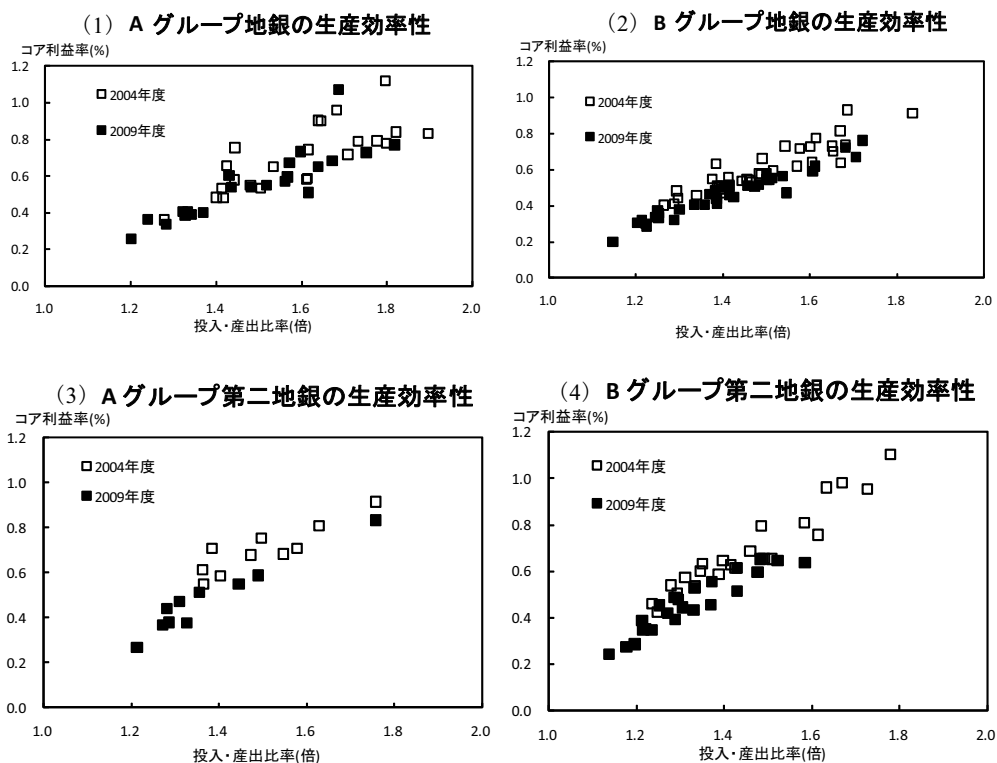 (1) A グループ地銀の生産効率性
コア利益率(%)
1.2
1.0
0.8
0.6
0.4
0.2
0.0
2004年度
2009年度
1.0 1.2 1.4 1.6 1.8 2.0
投入・産出比率(倍)
(2) B グループ地銀の生産効率性
コア利益率(%)
1.2
1.0
0.8
0.6
0.4
0.2
0.0
2004年度
2009年度
1.0 1.2 1.4 1.6 1.8 2.0
投入・産出比率(倍)
(3) A グループ第二地銀の生産効率性
コア利益率(%)
1.2
1.0
0.8
0.6
0.4
0.2
0.0
2004年度
2009年度
1.0 1.2 1.4 1.6 1.8 2.0
投入・産出比率(倍)
(4) B グループ第二地銀の生産効率性
コア利益率(%)
1.2
1.0
0.8
0.6
0.4
0.2
0.0
2004年度
2009年度
1.0 1.2 1.4 1.6 1.8 2.0
投入・産出比率(倍)